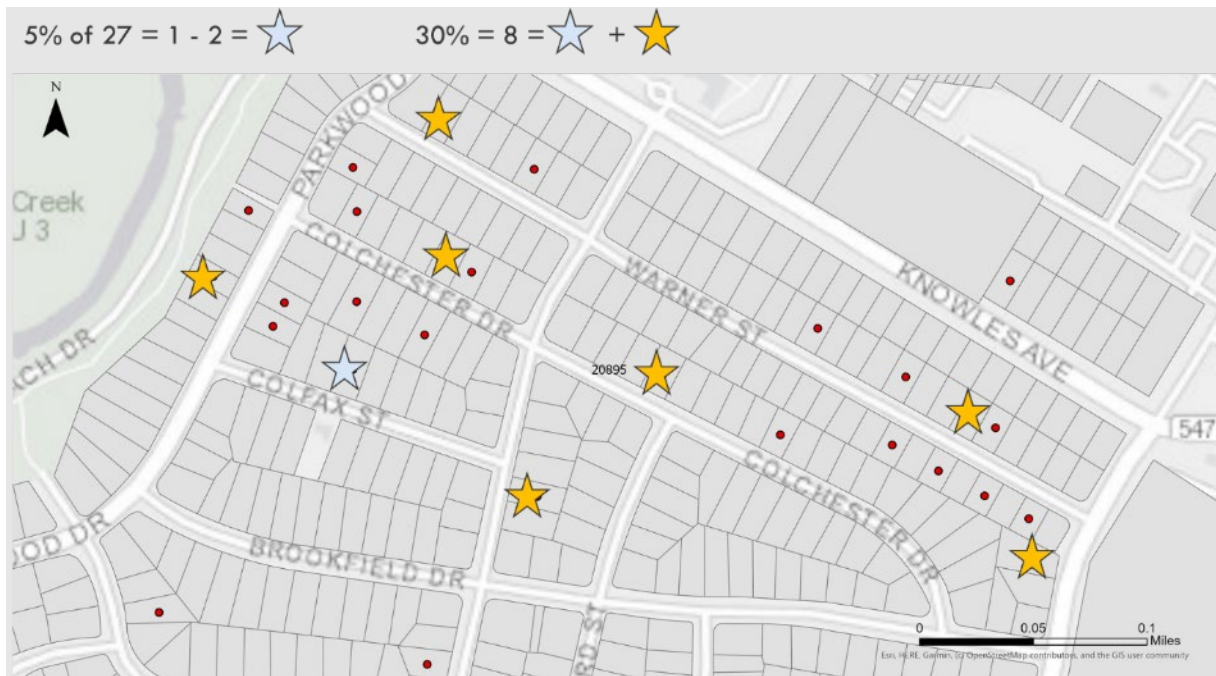 5% of 27 = 1 - 2 =
30% = 8 = +
N
PARKWOOD
Creek
J 3
COLCHESTER DR
WARNER ST
KNOWLES AVE
ACH DR
20895
547
COLFAX ST
COLCHESTER DR
OOD DR
BROOKFIELD DR
RD ST
0 0.05 0.1
Miles
Esri, HERE, Garmin, (c) OpenStreetMap contributors, and the GIS user community